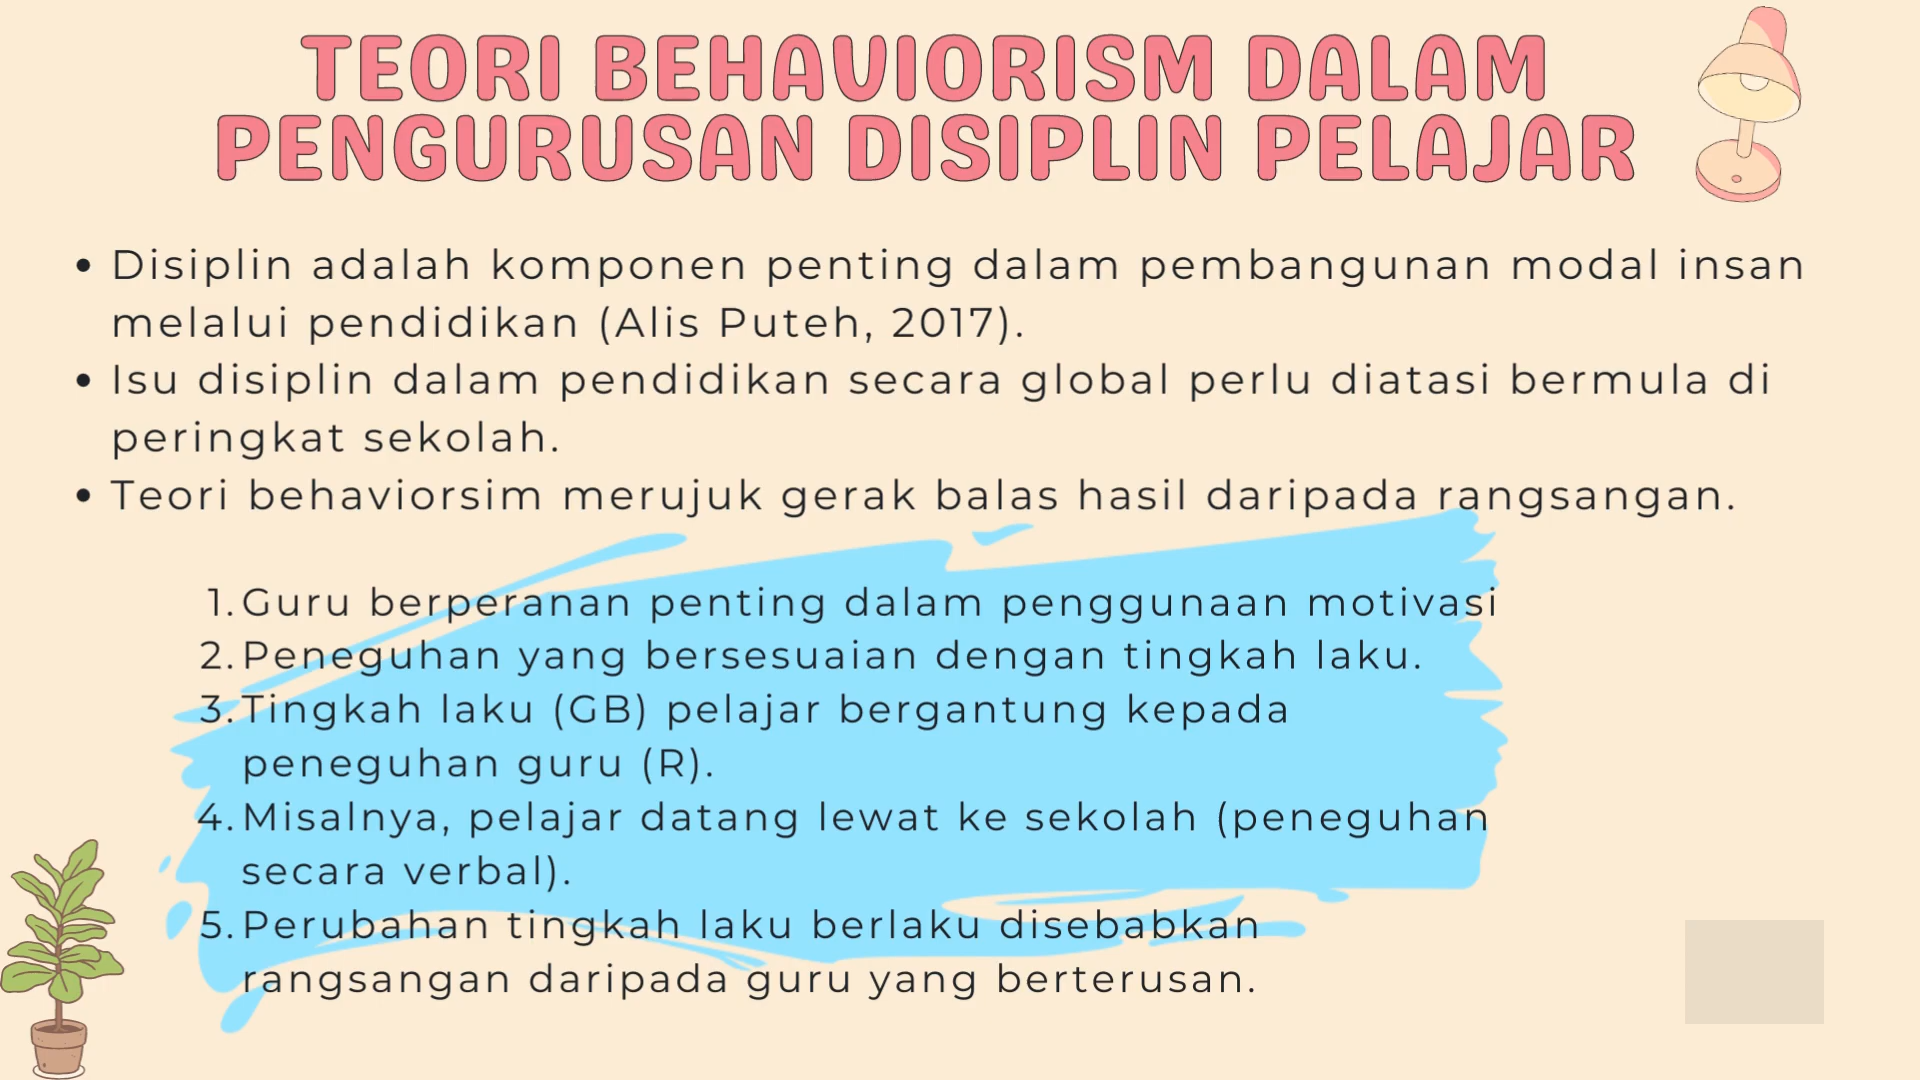 TEORI BEHAVIORISM DALAM
PENGURUSAN DISIPLIN PELAJAR
• Disiplin adalah komponen penting dalam pembangunan modal insan
melalui pendidikan (Alis Puteh, 2017).
• Isu disiplin dalam pendidikan secara global perlu diatasi bermula di
peringkat sekolah.
• Teori behaviorsim merujuk gerak balas hasil daripada rangsangan.
1. Guru berperanan penting dalam penggunaan motivasi
2. Peneguhan yang bersesuaian dengan tingkah laku.
3. Tingkah laku (GB) pelajar bergantung kepada
peneguhan guru (R).
4. Misalnya, pelajar datang lewat ke sekolah (peneguhan
secara verbal).
5. Perubahan tingkah laku berlaku disebabkan
rangsangan daripada guru yang berterusan.